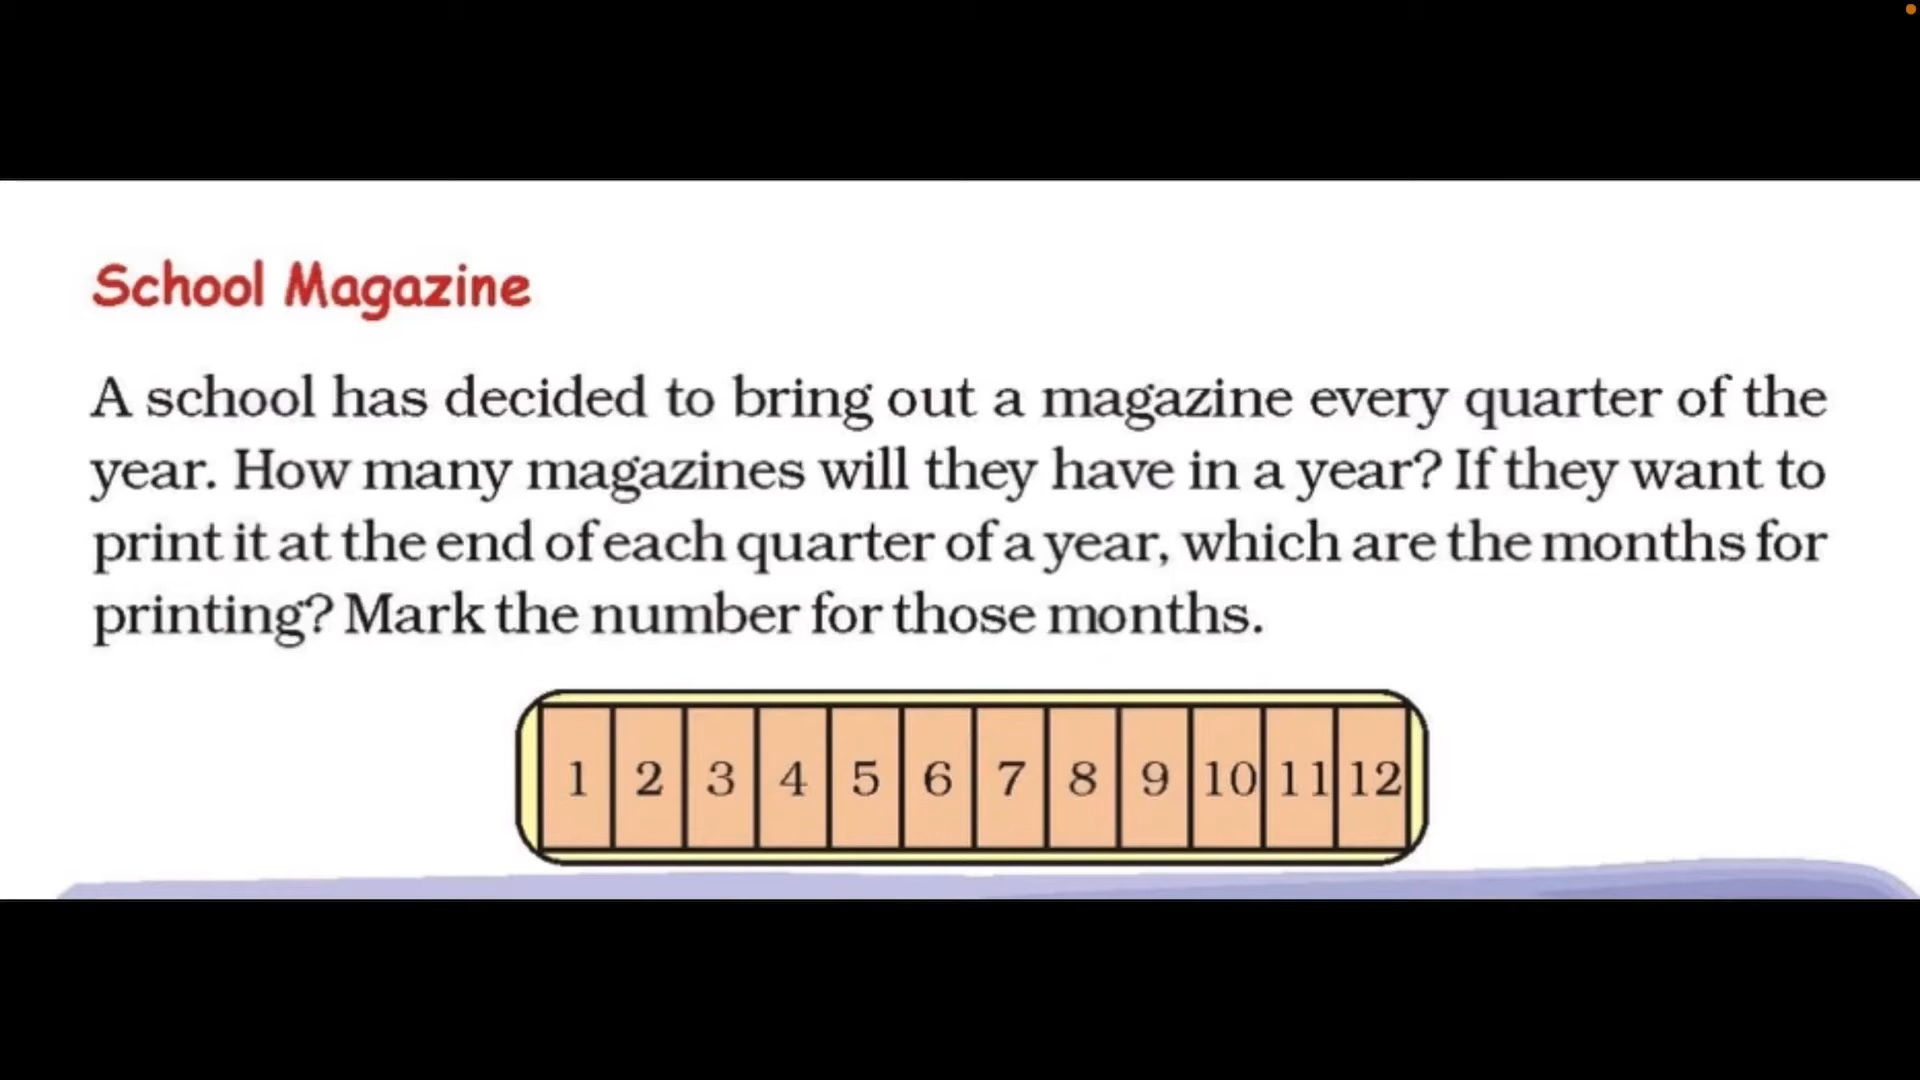 School Magazine
A school has decided to bring out a magazine every quarter of the
year. How many magazines will they have in a year? If they want to
print it at the end of each quarter of a year, which are the months for
printing? Mark the number for those months.
1 2 3 4 5 6 7 8 9 10 11 12